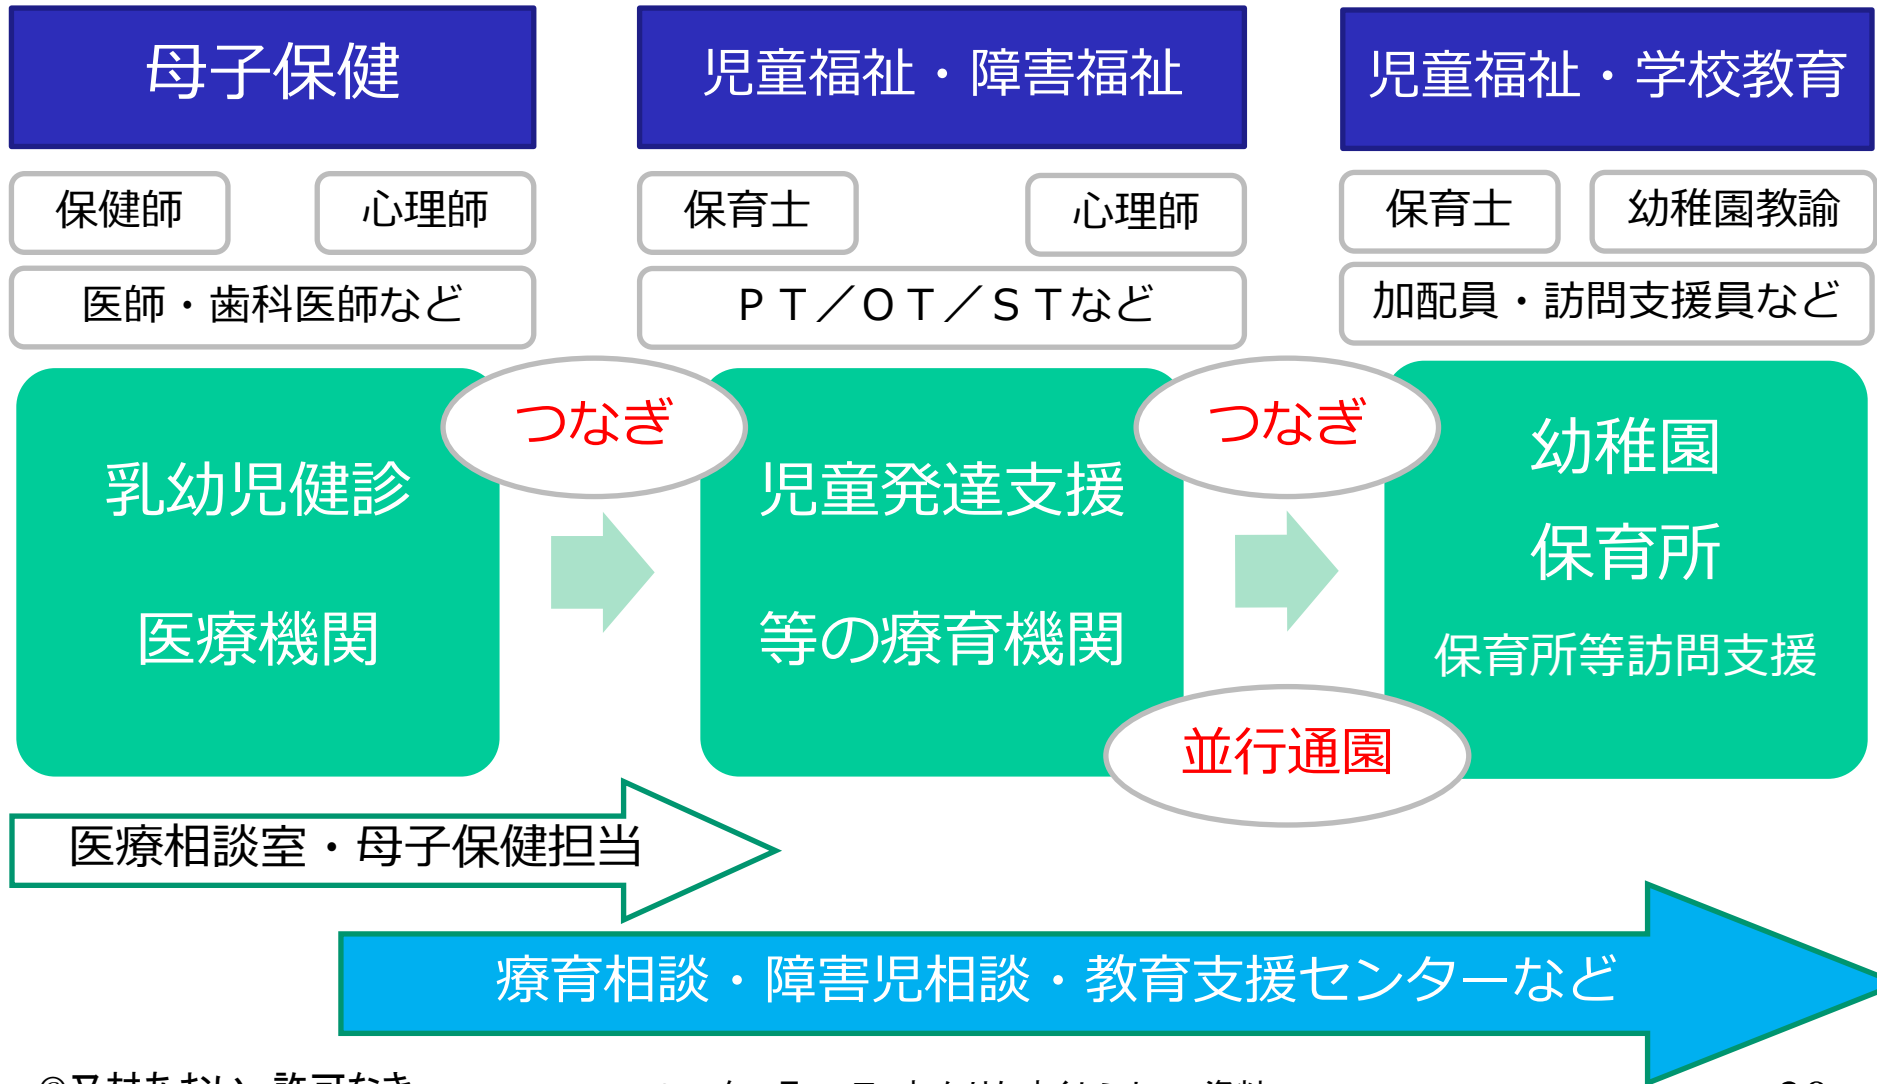 母子保健
児童福祉・障害福祉
児童福祉・学校教育
保健師
心理師
保育士
心理師
保育士
幼稚園教諭
医師・歯科医師など
ＰＴ／ＯＴ／ＳＴなど
加配員・訪問支援員など
つなぎ
つなぎ
乳幼児健診
医療機関
児童発達支援
等の療育機関
幼稚園
保育所
保育所等訪問支援
並行通園
医療相談室・母子保健担当
療育相談・障害児相談・教育支援センターなど